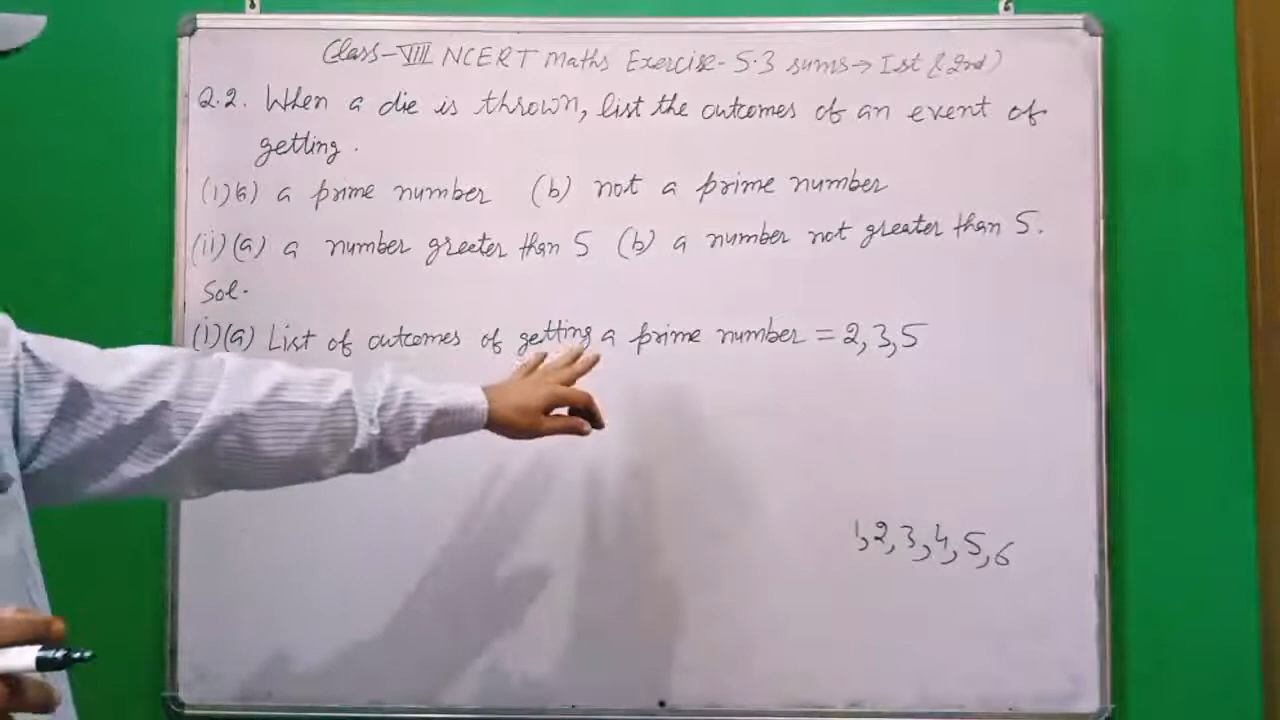 Class-VIII NCERT Maths Exercise-5.3 sums→ Ist & 2nd)
Q.2. When a die is thrown, list the outcomes of an event of
getting.
(i)(a) a prime number (b) not a prime number
(ii)(a) a number greater than 5 (b) a number not greater than 5.
Sol.
(i)(a) List of outcomes of getting a prime number = 2,3,5
1,2,3,4,5,6